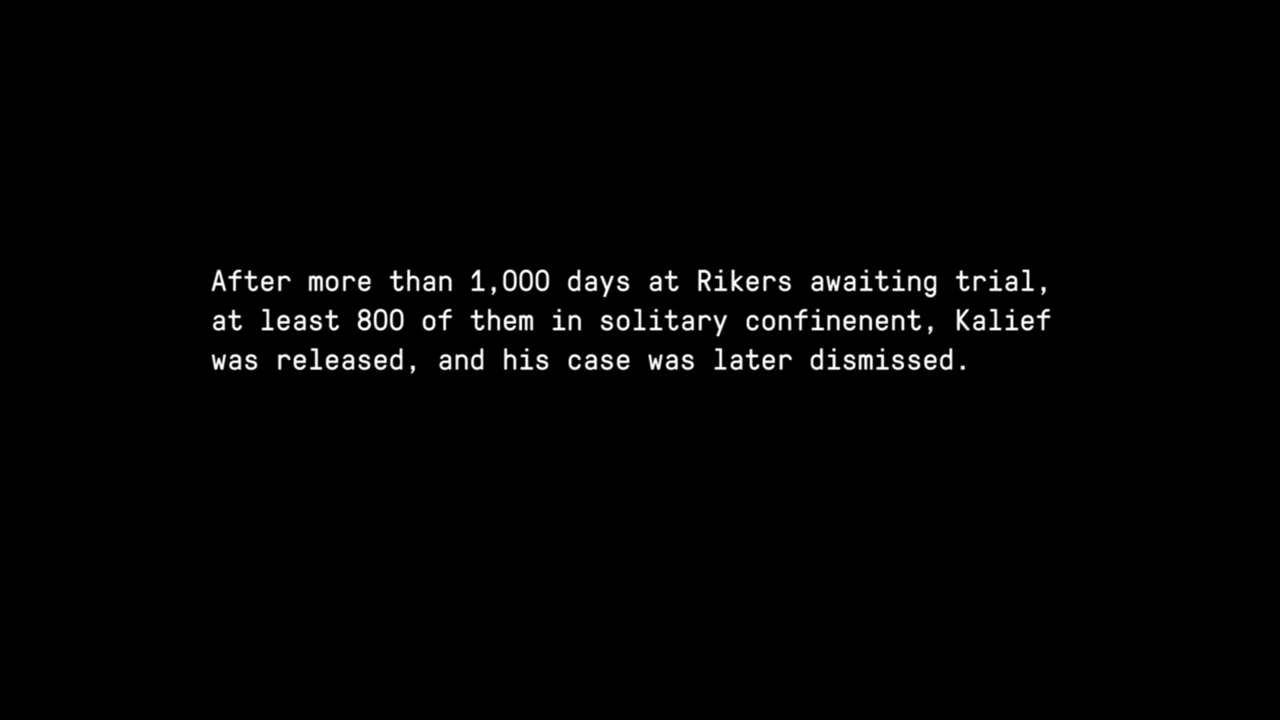 After more than 1,000 days at Rikers awaiting trial,
at least 800 of them in solitary confinenent, Kalief
was released, and his case was later dismissed.